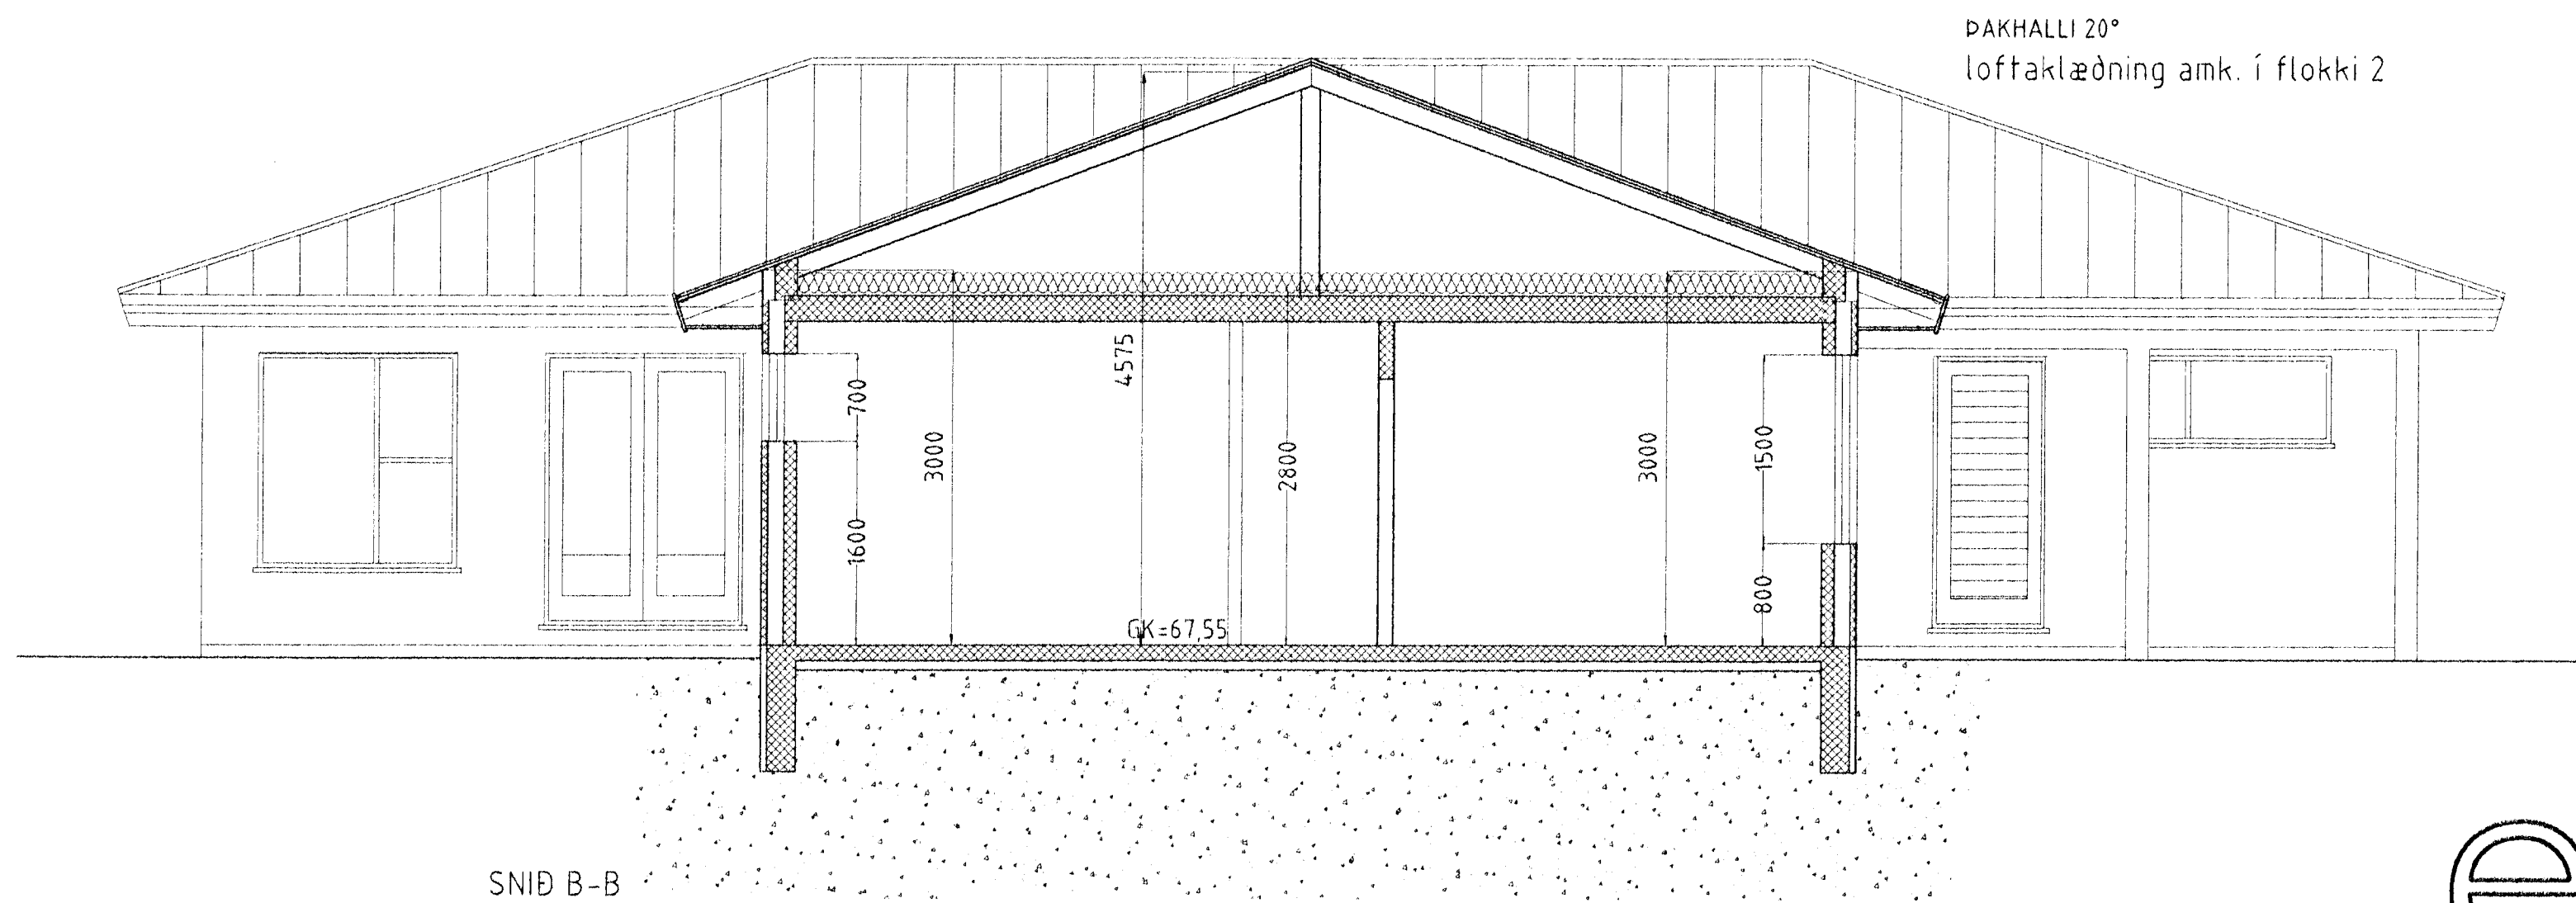 ÞAKHALLI 20°
loftaklæðning amk. í flokki 2
4575
700
3000
2800
3000
1500
1600
800
GK=67,55
SNIÐ B-B